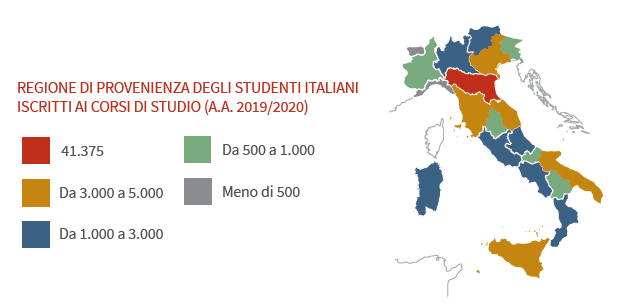 REGIONE DI PROVENIENZA DEGLI STUDENTI ITALIANI
ISCRITTI AI CORSI DI STUDIO (A.A. 2019/2020)
41.375
Da 3.000 a 5.000
Da 1.000 a 3.000
Da 500 a 1.000
Meno di 500